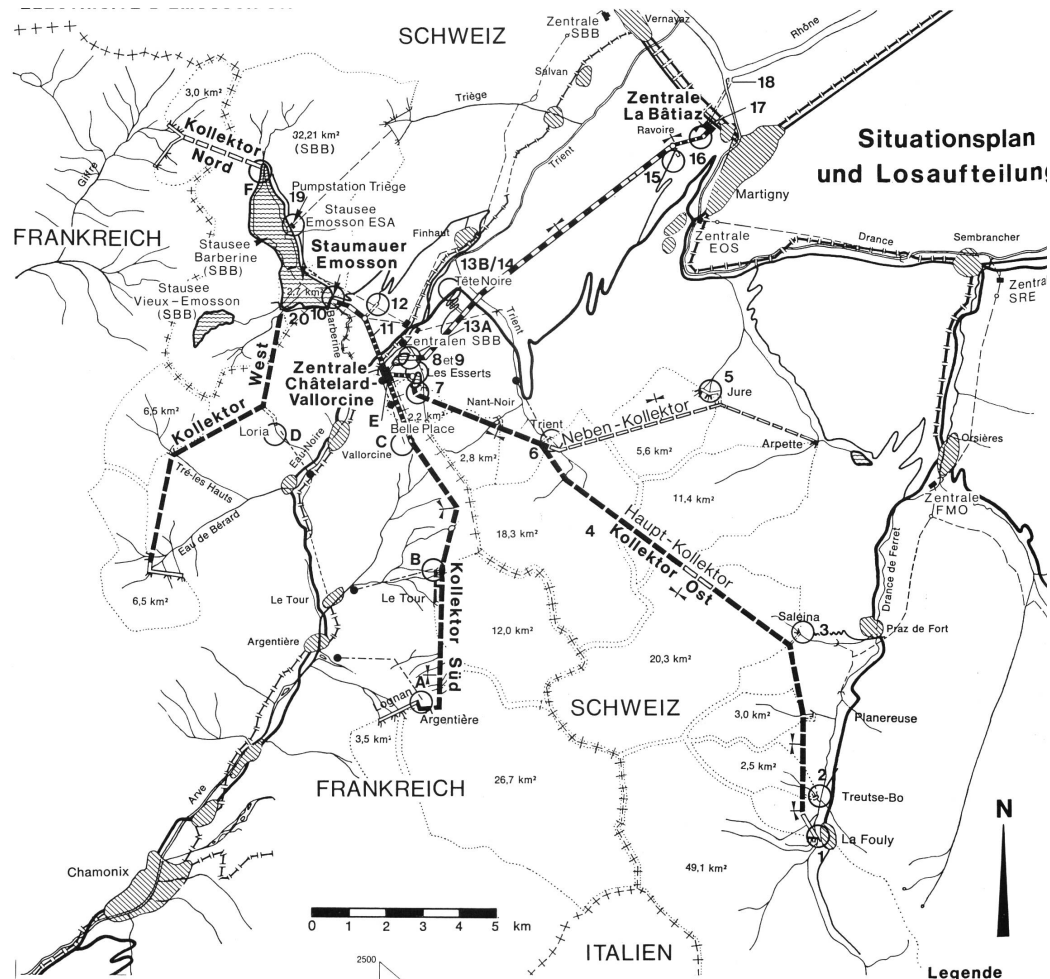 SCHWEIZ
Zentrale
SBB
Vernayaz
Rhône
Salvan
18
3,0 km²
Triège
Zentrale
La Bâtiaz
17
Kollektor
Nord
32,21 km²
(SBB)
Ravoire
16
15
Situationsplan
und Losaufteilung
Trient
Giffre
F
19
Pumpstation Triège
Martigny
Stausee
Emosson ESA
FRANKREICH
Stausee
Barberine
(SBB)
Staumauer
Emosson
Finhaut
Zentrale
EOS
Drance
Sembrancher
13B/14
Tête Noire
Stausee
Vieux-Emosson
(SBB)
2,7 km²
12
Zentrale
SRE
20
10
11
13A
Trient
Barberine
Zentralen SBB
West
Zentrale
Châtelard-
Vallorcine
8 et 9
Les Esserts
7
5
Jure
Nant-Noir
Neben-Kollektor
E
2,2 km²
Belle Place
Trient
6,5 km²
Kollektor
Loria
D
C
Vallorcine
Eau-Noire
6
Arpette
Orsières
2,8 km²
5,6 km²
Tré-les Hauts
11,4 km²
Zentrale
FMO
Eau de Bérard
18,3 km²
4
Haupt-Kollektor
Kollektor Ost
B
Drance de Ferret
6,5 km²
Le Tour
Le Tour
Kollektor Süd
Saleina
3
Praz de Fort
Argentière
12,0 km²
20,3 km²
A
Lognan
Argentière
SCHWEIZ
3,0 km²
Planereuse
3,5 km²
2,5 km²
26,7 km²
FRANKREICH
2
Treutse-Bo
Arve
N
La Fouly
1
49,1 km²
Chamonix
0 1 2 3 4 5 km
ITALIEN
2500
Legende